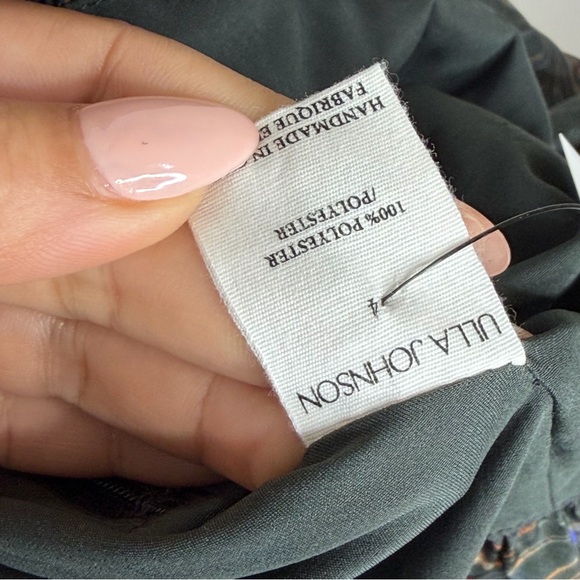 ULLA JOHNSON
4
100% POLYESTER
/POLYESTER
HANDMADE IN
FABRIQUE